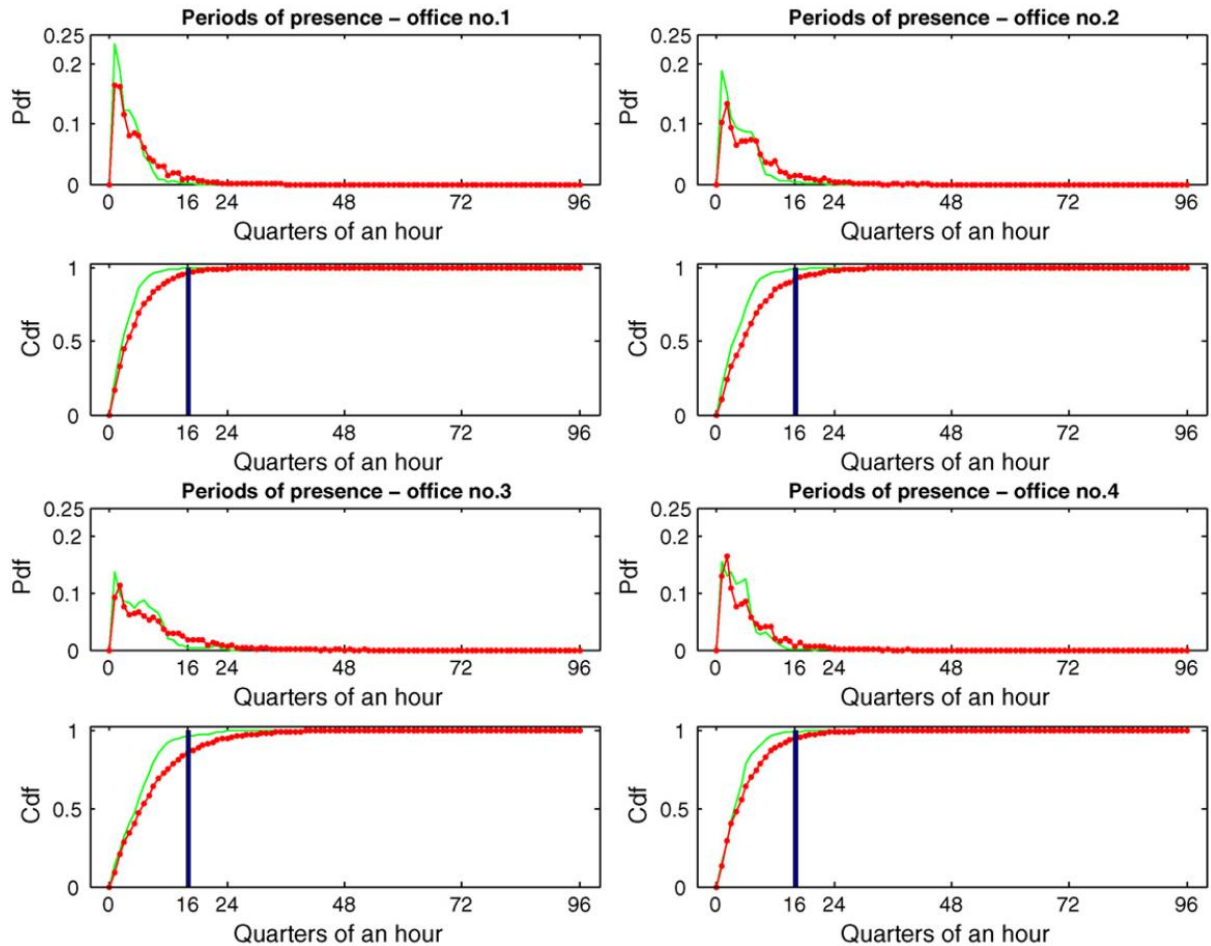 Periods of presence – office no.1
0.25
0.2
0.1
0
Pdf
0 16 24 48 72 96
Quarters of an hour
1
0.5
0
Cdf
0 16 24 48 72 96
Quarters of an hour
Periods of presence – office no.2
0.25
0.2
0.1
0
Pdf
0 16 24 48 72 96
Quarters of an hour
1
0.5
0
Cdf
0 16 24 48 72 96
Quarters of an hour
Periods of presence – office no.3
0.25
0.2
0.1
0
Pdf
0 16 24 48 72 96
Quarters of an hour
1
0.5
0
Cdf
0 16 24 48 72 96
Quarters of an hour
Periods of presence – office no.4
0.25
0.2
0.1
0
Pdf
0 16 24 48 72 96
Quarters of an hour
1
0.5
0
Cdf
0 16 24 48 72 96
Quarters of an hour